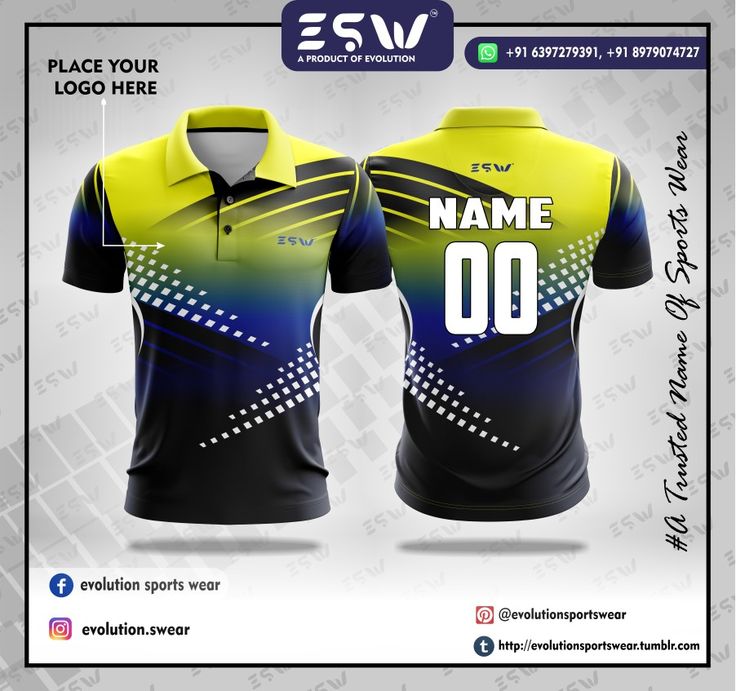 ESW
TM
A PRODUCT OF EVOLUTION
+91 6397279391, +91 8979074727
PLACE YOUR
LOGO HERE
ESW
ESW
NAME
00
#A Trusted Name Of Sports Wear
evolution sports wear
evolution.swear
@evolutionsportswear
http://evolutionsportswear.tumblr.com